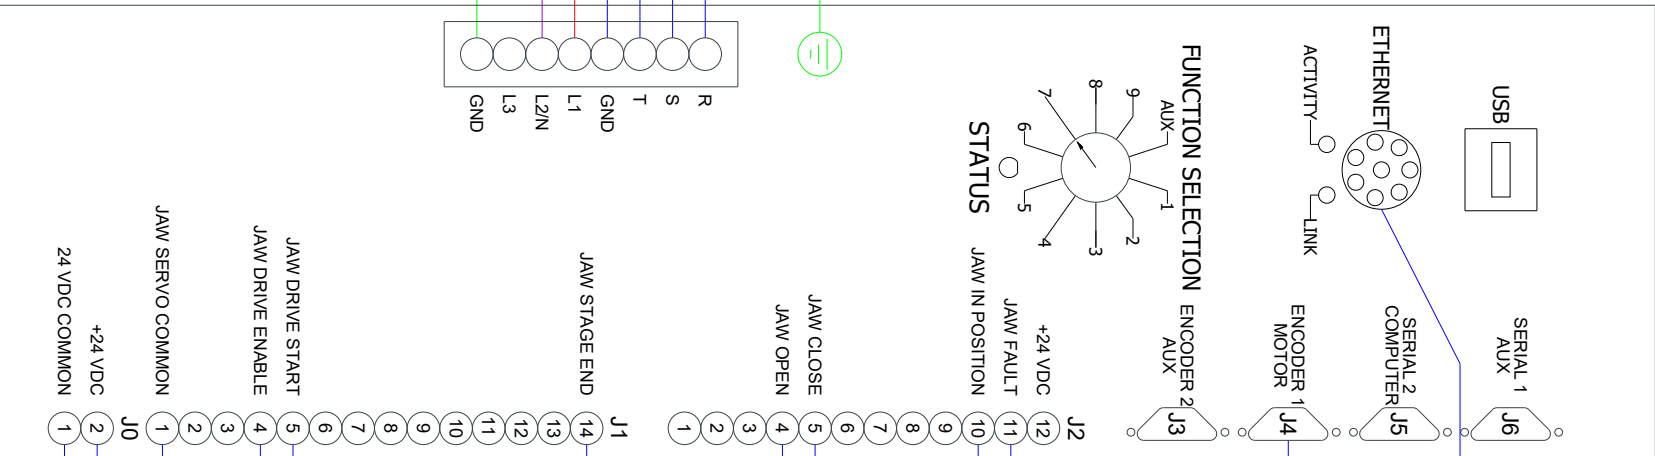 GND
L3
L2/N
L1
GND
T
S
R
FUNCTION SELECTION
AUX
1
2
3
4
5
6
7
8
9
STATUS
ETHERNET
ACTIVITY
LINK
USB
24 VDC COMMON
+24 VDC
J0
1
2
JAW SERVO COMMON
JAW DRIVE ENABLE
JAW DRIVE START
JAW STAGE END
J1
1
2
3
4
5
6
7
8
9
10
11
12
13
14
JAW OPEN
JAW CLOSE
JAW IN POSITION
JAW FAULT
+24 VDC
J2
1
2
3
4
5
6
7
8
9
10
11
12
ENCODER 2
AUX
J3
ENCODER 1
MOTOR
J4
SERIAL 2
COMPUTER
J5
SERIAL 1
AUX
J6